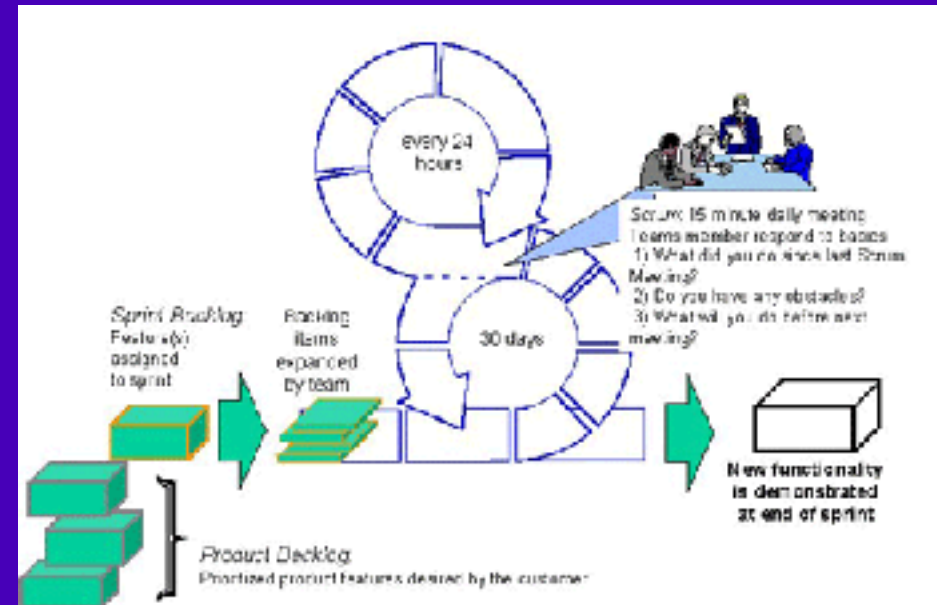 every 24
hours
Scrum: 15 minute daily meeting
Teams member respond to basics
1) What did you do since last Scrum
Meeting?
2) Do you have any obstacles?
3) What will you do before next
meeting?
Sprint Backlog:
Feature(s)
assigned
to sprint
Backlog
items
expanded
by team
30 days
New functionality
is demonstrated
at end of sprint
Product Backlog:
Prioritized product features desired by the customer